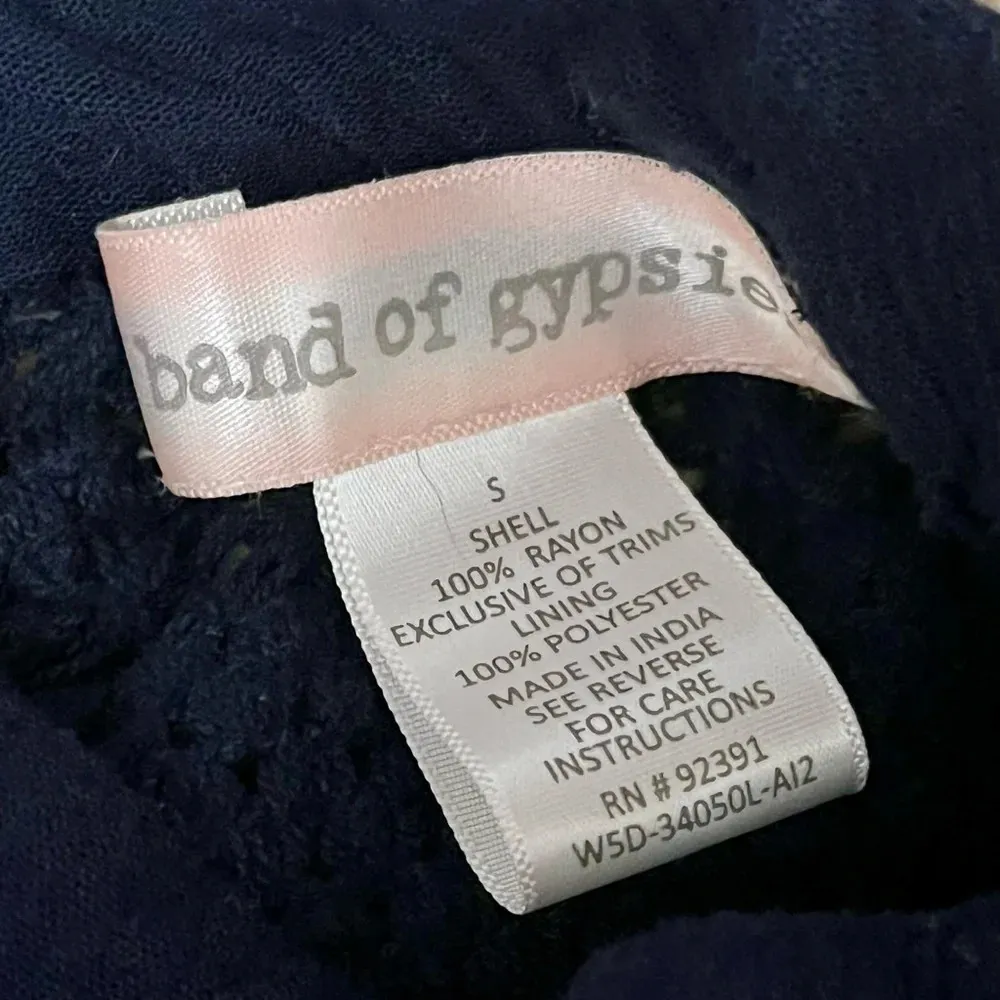 band of gypsies
S
SHELL
100% RAYON
EXCLUSIVE OF TRIMS
LINING
100% POLYESTER
MADE IN INDIA
SEE REVERSE
FOR CARE
INSTRUCTIONS
RN # 92391
W5D-34050L-AI2